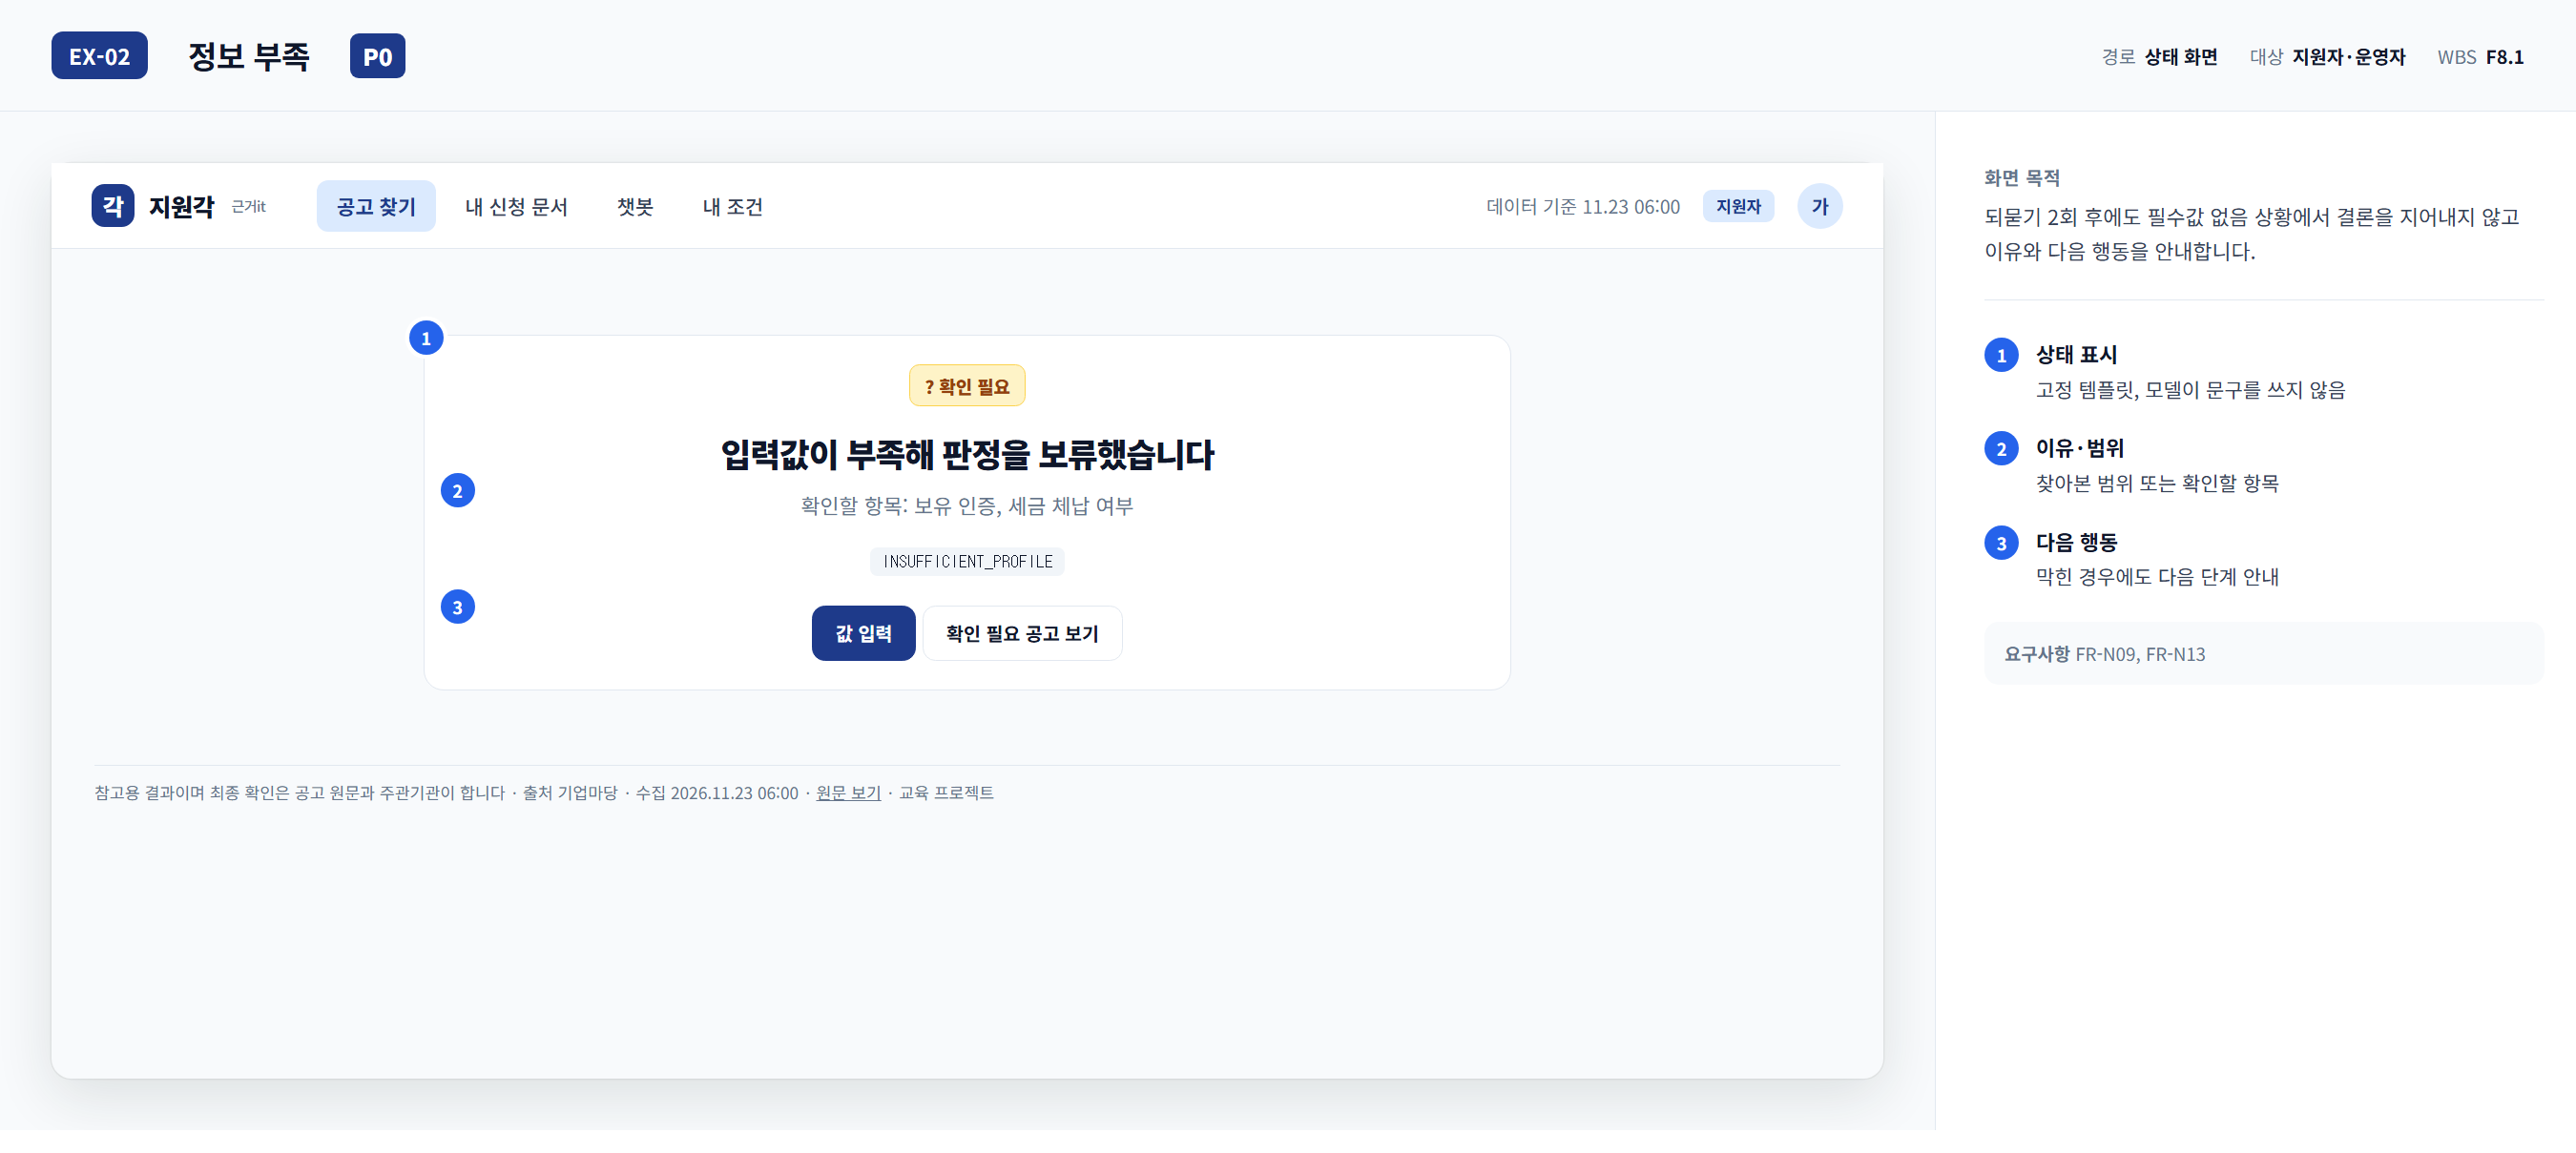 EX-02 정보 부족 P0 경로 상태 화면 대상 지원자·운영자 WBS F8.1
각 지원각 근거it 공고 찾기 내 신청 문서 챗봇 내 조건 데이터 기준 11.23 06:00 지원자 가
1
? 확인 필요
입력값이 부족해 판정을 보류했습니다
2
확인할 항목: 보유 인증, 세금 체납 여부
INSUFFICIENT_PROFILE
3
값 입력 확인 필요 공고 보기
참고용 결과이며 최종 확인은 공고 원문과 주관기관이 합니다 · 출처 기업마당 · 수집 2026.11.23 06:00 · 원문 보기 · 교육 프로젝트
화면 목적
되묻기 2회 후에도 필수값 없음 상황에서 결론을 지어내지 않고
이유와 다음 행동을 안내합니다.
1 상태 표시
고정 템플릿, 모델이 문구를 쓰지 않음
2 이유·범위
찾아본 범위 또는 확인할 항목
3 다음 행동
막힌 경우에도 다음 단계 안내
요구사항 FR-N09, FR-N13